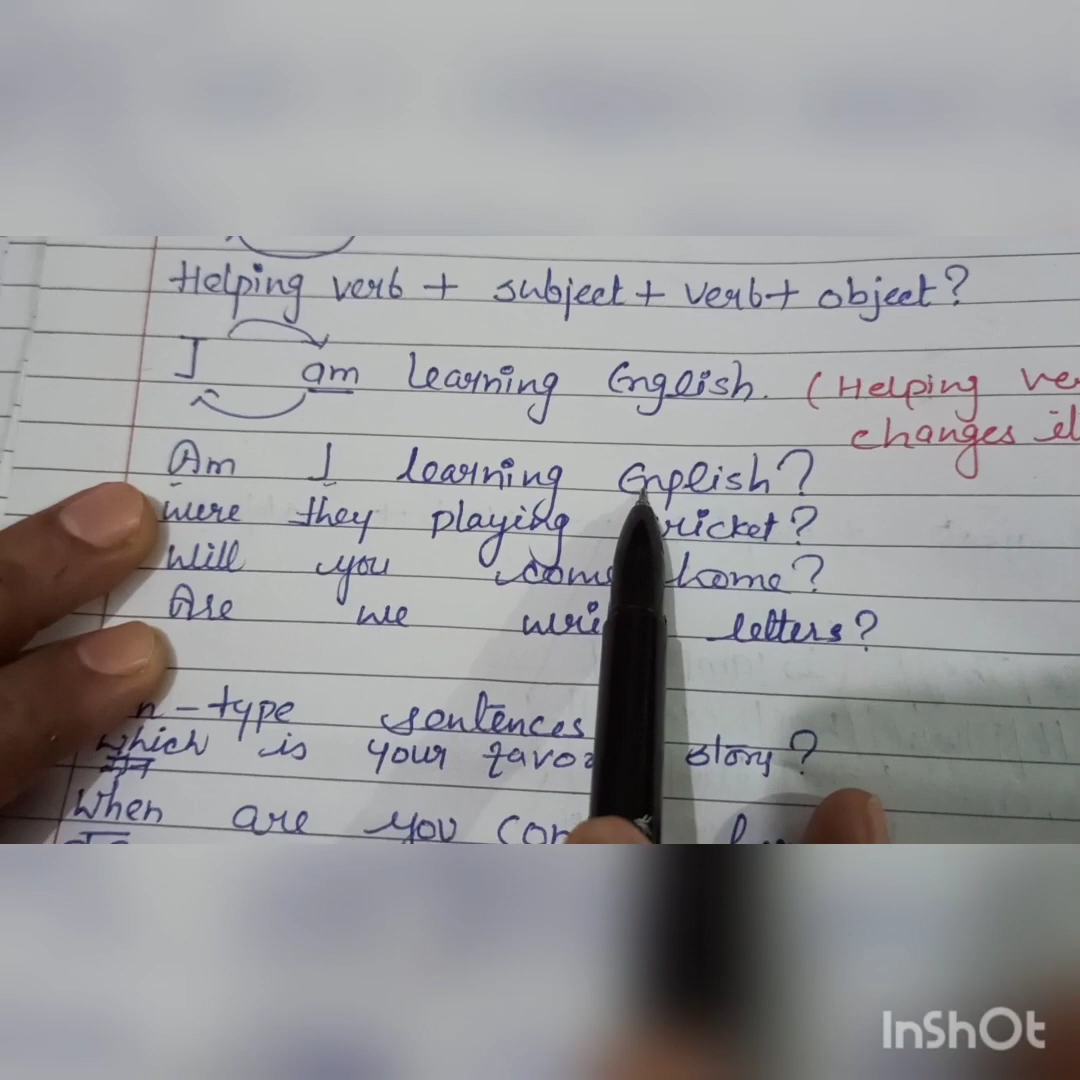 Helping verb + subject + verb + object?
I am learning English. (Helping
changes
Am I learning English?
were they playing
will you come home?
Are we letters?
-type sentences
which is your story?
When are you
InShOt